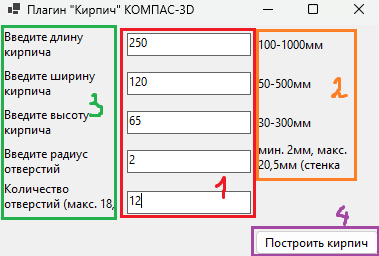 Плагин "Кирпич" КОМПАС-3D
Введите длину
кирпича
250
100-1000мм
Введите ширину
кирпича
120
50-500мм
Введите высоту
кирпича
65
30-300мм
Введите радиус
отверстий
2
мин. 2мм, макс.
20,5мм (стенка
Количество
отверстий (макс. 18,
12
1
2
3
4
Построить кирпич